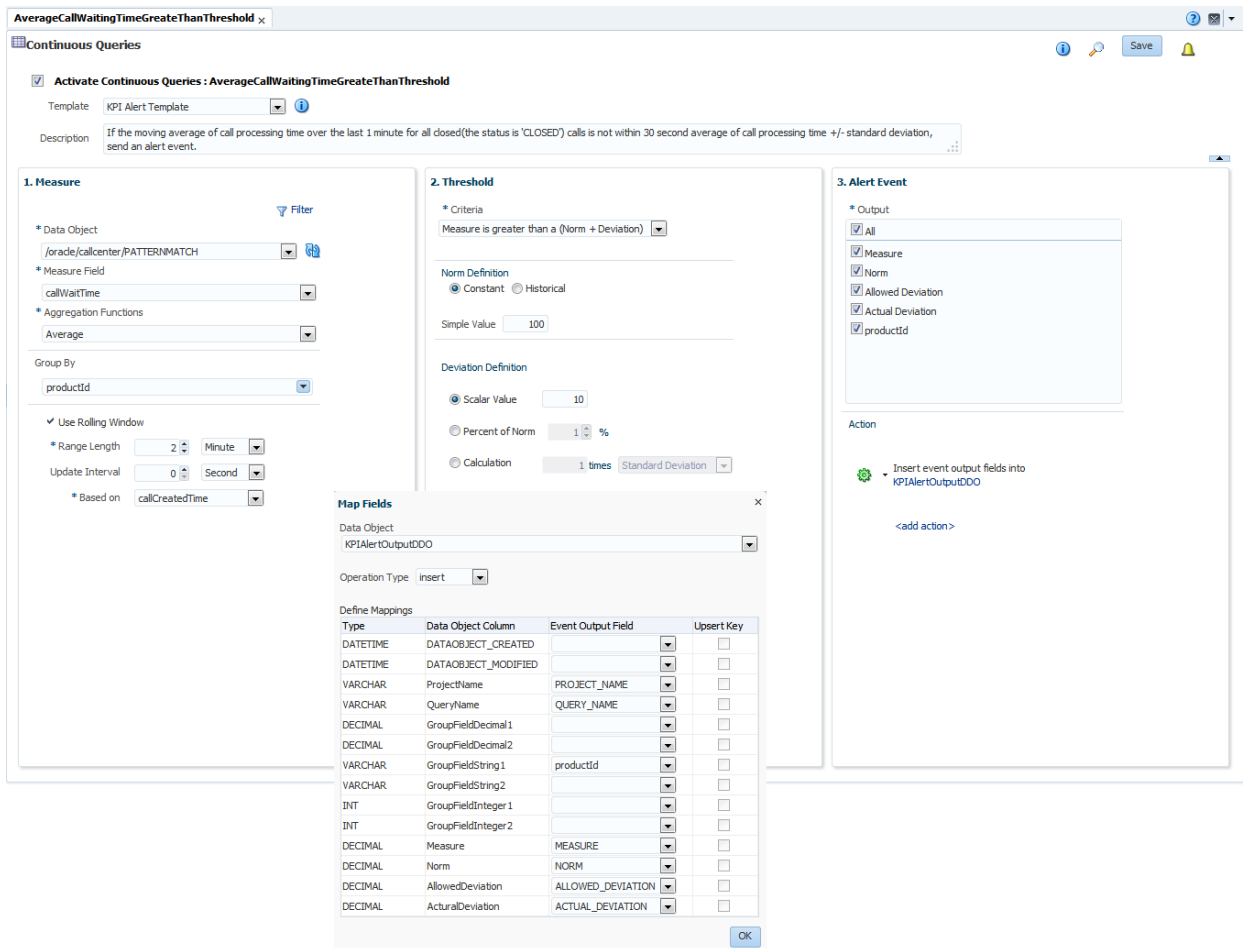 AverageCallWaitingTimeGreateThanThreshold
Continuous Queries
Save
Activate Continuous Queries : AverageCallWaitingTimeGreateThanThreshold
Template KPI Alert Template
Description If the moving average of call processing time over the last 1 minute for all closed(the status is 'CLOSED') calls is not within 30 second average of call processing time +/- standard deviation,
send an alert event.
1. Measure
Filter
* Data Object
/oracle/callcenter/PATTERNMATCH
* Measure Field
callWaitTime
* Aggregation Functions
Average
Group By
productId
Use Rolling Window
* Range Length 2 Minute
Update Interval 0 Second
* Based on callCreatedTime
2. Threshold
* Criteria
Measure is greater than a (Norm + Deviation)
Norm Definition
Constant Historical
Simple Value 100
Deviation Definition
Scalar Value 10
Percent of Norm 1 %
Calculation 1 times Standard Deviation
3. Alert Event
* Output
All
Measure
Norm
Allowed Deviation
Actual Deviation
productId
Action
Insert event output fields into
KPIAlertOutputDDO
<add action>
Map Fields
Data Object
KPIAlertOutputDDO
Operation Type insert
Define Mappings
Type Data Object Column Event Output Field Upsert Key
DATETIME DATAOBJECT_CREATED
DATETIME DATAOBJECT_MODIFIED
VARCHAR ProjectName PROJECT_NAME
VARCHAR QueryName QUERY_NAME
DECIMAL GroupFieldDecimal1
DECIMAL GroupFieldDecimal2
VARCHAR GroupFieldString1 productId
VARCHAR GroupFieldString2
INT GroupFieldInteger1
INT GroupFieldInteger2
DECIMAL Measure MEASURE
DECIMAL Norm NORM
DECIMAL AllowedDeviation ALLOWED_DEVIATION
DECIMAL ActuralDeviation ACTUAL_DEVIATION
OK